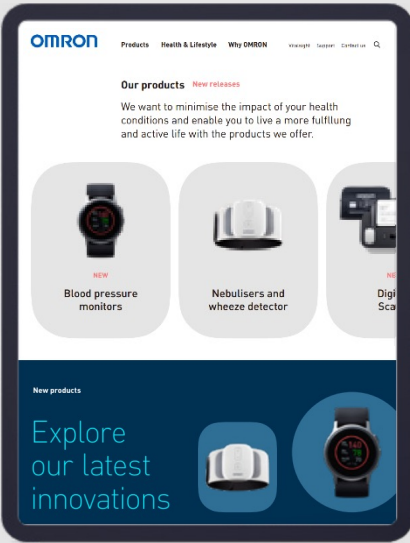 OMRON
Products Health & Lifestyle Why OMRON Support Contact us
Our products New releases
We want to minimise the impact of your health
conditions and enable you to live a more fulfllung
and active life with the products we offer.
NEW
Blood pressure
monitors
Nebulisers and
wheeze detector
NE
Digi
Sca
New products
Explore
our latest
innovations